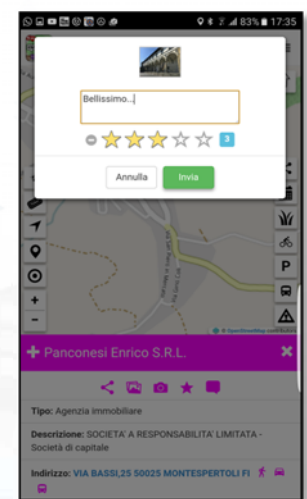 83% 17:35
Bellissimo...
3
Annulla Invia
P
+
-
© OpenStreetMap contributors
+ Panconesi Enrico S.R.L. ×
Tipo: Agenzia immobiliare
Descrizione: SOCIETA' A RESPONSABILITA' LIMITATA -
Società di capitale
Indirizzo: VIA BASSI,25 50025 MONTESPERTOLI FI